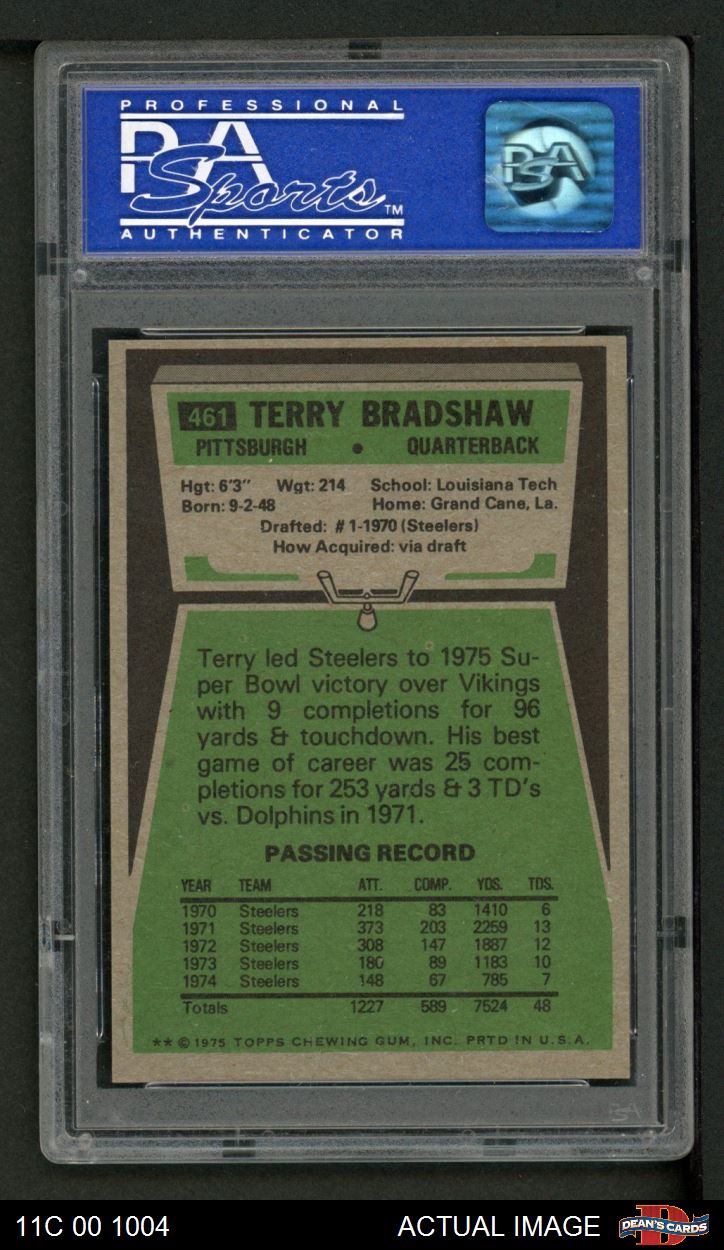 PROFESSIONAL
PSA
Sports™
AUTHENTICATOR
PSA
461 TERRY BRADSHAW
PITTSBURGH • QUARTERBACK
Hgt: 6'3" Wgt: 214 School: Louisiana Tech
Born: 9-2-48 Home: Grand Cane, La.
Drafted: #1-1970 (Steelers)
How Acquired: via draft
Terry led Steelers to 1975 Su-
per Bowl victory over Vikings
with 9 completions for 96
yards & touchdown. His best
game of career was 25 com-
pletions for 253 yards & 3 TD's
vs. Dolphins in 1971.
PASSING RECORD
YEAR TEAM ATT. COMP. YDS. TDS.
1970 Steelers 218 83 1410 6
1971 Steelers 373 203 2259 13
1972 Steelers 308 147 1887 12
1973 Steelers 180 89 1183 10
1974 Steelers 148 67 785 7
Totals 1227 589 7524 48
** © 1975 TOPPS CHEWING GUM, INC. PRTD IN U.S.A.
PSA
11C 00 1004 ACTUAL IMAGE DEAN'S CARDS